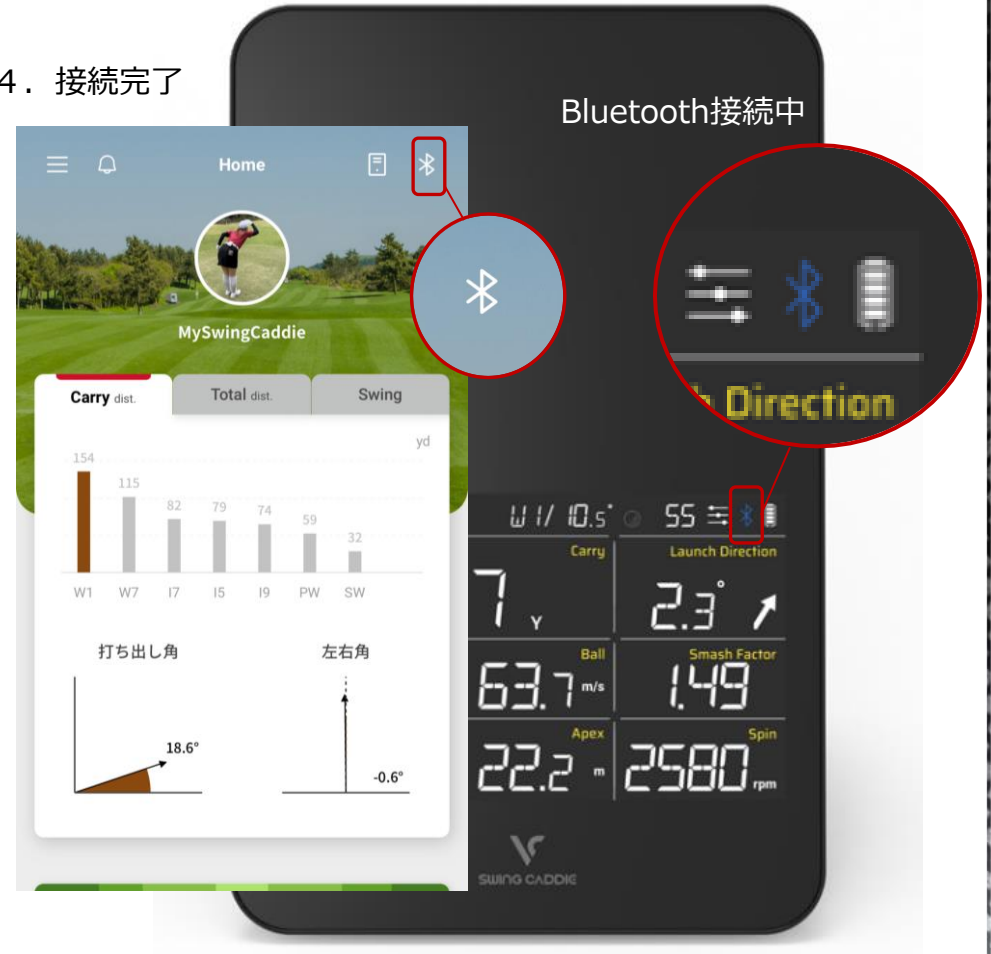 4．接続完了
Bluetooth接続中
Home
MySwingCaddie
Direction
Carry dist.
Total dist.
Swing
yd
154
115
82
79
74
59
32
W1
W7
I7
I5
I9
PW
SW
打ち出し角
左右角
18.6°
-0.6°
W1/ 10.5°
55
Carry
Launch Direction
7 Y
2.3°
Ball
Smash Factor
63.7 m/s
1.49
Apex
Spin
22.2 m
2580 rpm
SWING CADDIE